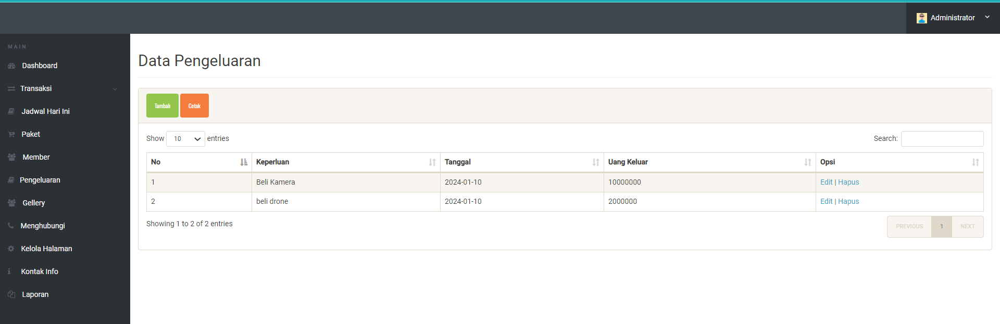 Administrator
MAIN
Dashboard
Transaksi
Jadwal Hari Ini
Paket
Member
Pengeluaran
Gellery
Menghubungi
Kelola Halaman
Kontak Info
Laporan
Data Pengeluaran
Tambah Cetak
Show 10 entries Search:
No Keperluan Tanggal Uang Keluar Opsi
1 Beli Kamera 2024-01-10 10000000 Edit | Hapus
2 beli drone 2024-01-10 2000000 Edit | Hapus
Showing 1 to 2 of 2 entries PREVIOUS 1 NEXT